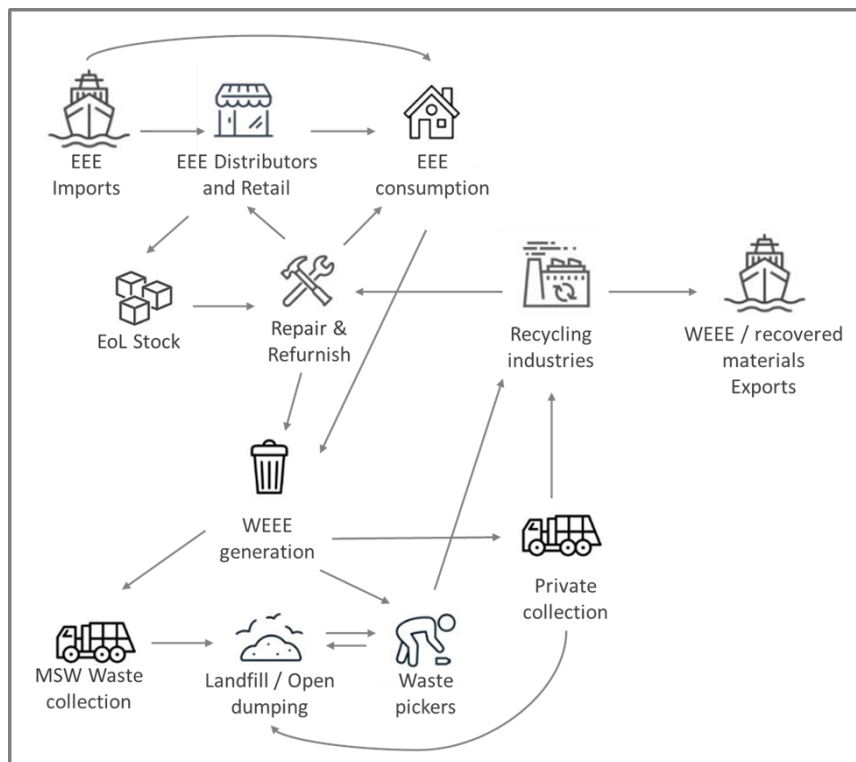 EEE
Imports
EEE Distributors
and Retail
EEE
consumption
EoL Stock
Repair &
Refurnish
Recycling
industries
WEEE / recovered
materials
Exports
WEEE
generation
Private
collection
MSW Waste
collection
Landfill / Open
dumping
Waste
pickers